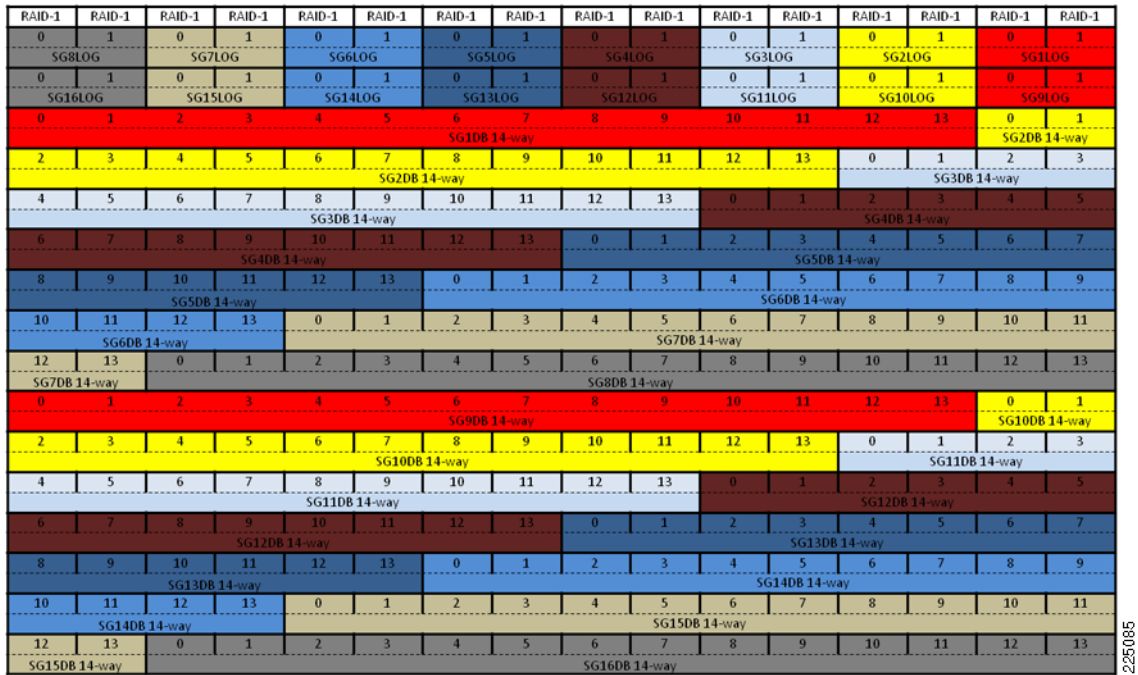 RAID-1 RAID-1 RAID-1 RAID-1 RAID-1 RAID-1 RAID-1 RAID-1 RAID-1 RAID-1 RAID-1 RAID-1 RAID-1 RAID-1 RAID-1 RAID-1
0 1 0 1 0 1 0 1 0 1 0 1 0 1 0 1
SG8LOG SG7LOG SG6LOG SG5LOG SG4LOG SG3LOG SG2LOG SG1LOG
0 1 0 1 0 1 0 1 0 1 0 1 0 1 0 1
SG16LOG SG15LOG SG14LOG SG13LOG SG12LOG SG11LOG SG10LOG SG9LOG
0 1 2 3 4 5 6 7 8 9 10 11 12 13 0 1
SG1DB 14-way SG2DB 14-way
2 3 4 5 6 7 8 9 10 11 12 13 0 1 2 3
SG2DB 14-way SG3DB 14-way
4 5 6 7 8 9 10 11 12 13 0 1 2 3 4 5
SG3DB 14-way SG4DB 14-way
6 7 8 9 10 11 12 13 0 1 2 3 4 5 6 7
SG4DB 14-way SG5DB 14-way
8 9 10 11 12 13 0 1 2 3 4 5 6 7 8 9
SG5DB 14-way SG6DB 14-way
10 11 12 13 0 1 2 3 4 5 6 7 8 9 10 11
SG6DB 14-way SG7DB 14-way
12 13 0 1 2 3 4 5 6 7 8 9 10 11 12 13
SG7DB 14-way SG8DB 14-way
0 1 2 3 4 5 6 7 8 9 10 11 12 13 0 1
SG9DB 14-way SG10DB 14-way
2 3 4 5 6 7 8 9 10 11 12 13 0 1 2 3
SG10DB 14-way SG11DB 14-way
4 5 6 7 8 9 10 11 12 13 0 1 2 3 4 5
SG11DB 14-way SG12DB 14-way
6 7 8 9 10 11 12 13 0 1 2 3 4 5 6 7
SG12DB 14-way SG13DB 14-way
8 9 10 11 12 13 0 1 2 3 4 5 6 7 8 9
SG13DB 14-way SG14DB 14-way
10 11 12 13 0 1 2 3 4 5 6 7 8 9 10 11
SG14DB 14-way SG15DB 14-way
12 13 0 1 2 3 4 5 6 7 8 9 10 11 12 13
SG15DB 14-way SG16DB 14-way
225085